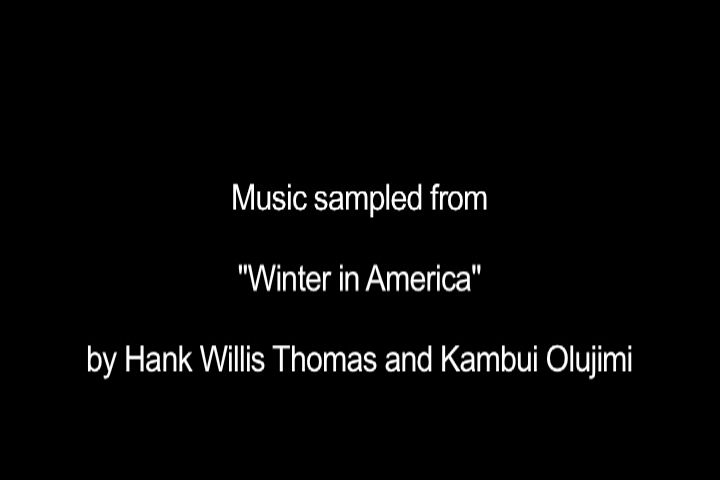 Music sampled from
"Winter in America"
by Hank Willis Thomas and Kambui Olujimi